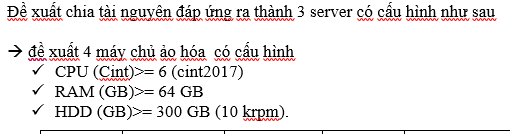 Đề xuất chia tài nguyên đáp ứng ra thành 3 server có cấu hình như sau
→ đề xuất 4 máy chủ ảo hóa có cấu hình
✓ CPU (Cint)>= 6 (cint2017)
✓ RAM (GB)>= 64 GB
✓ HDD (GB)>= 300 GB (10 krpm).